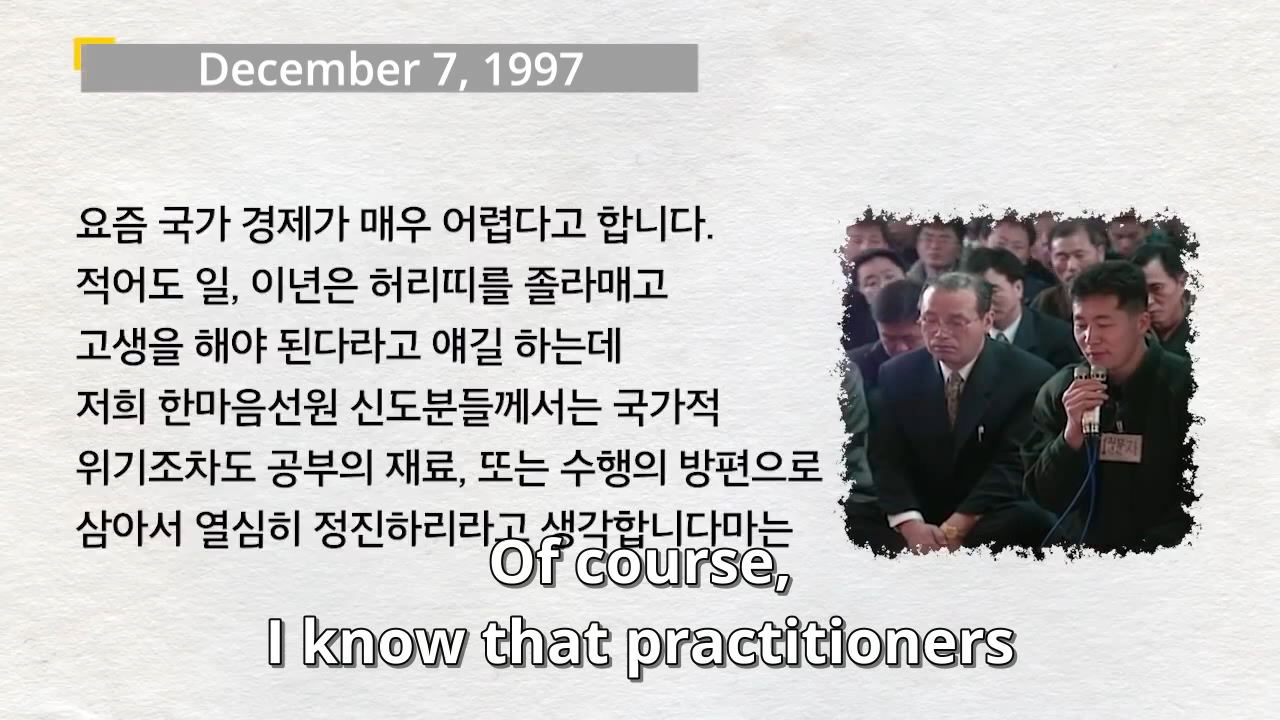 December 7, 1997
요즘 국가 경제가 매우 어렵다고 합니다.
적어도 일, 이년은 허리띠를 졸라매고
고생을 해야 된다라고 얘길 하는데
저희 한마음선원 신도분들께서는 국가적
위기조차도 공부의 재료, 또는 수행의 방편으로
삼아서 열심히 정진하리라고 생각합니다마는
Of course,
I know that practitioners
질문자